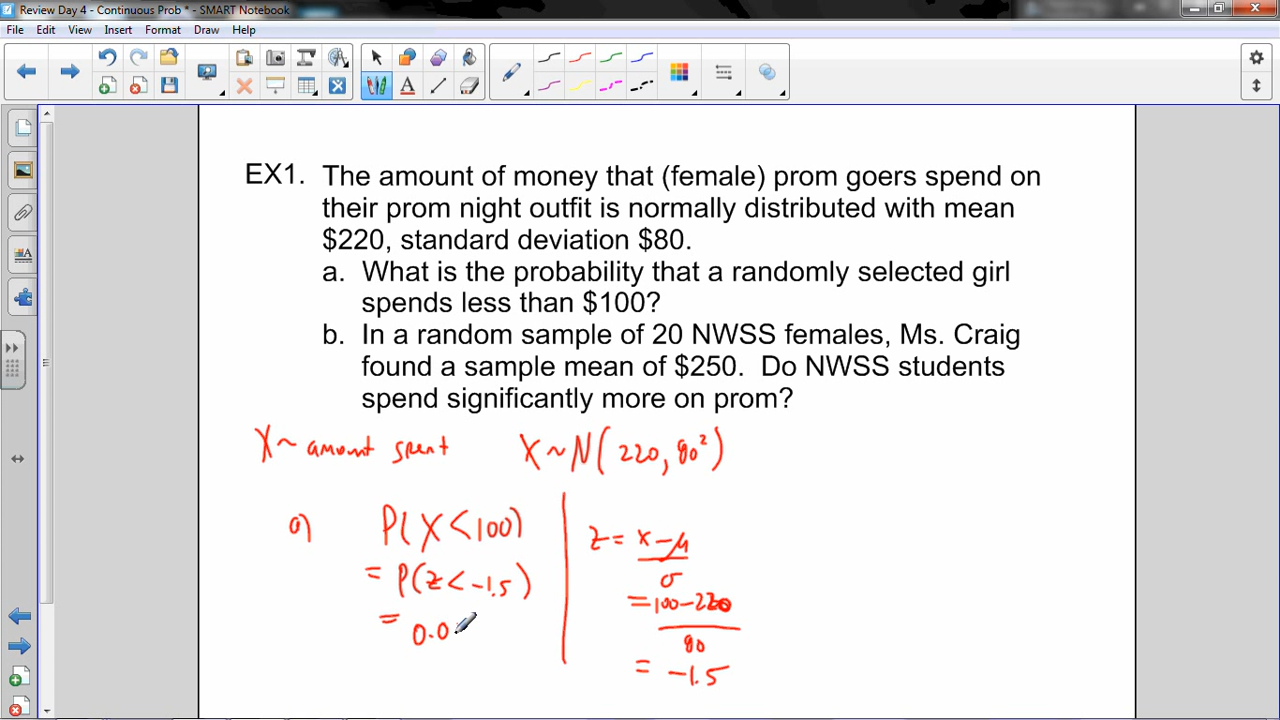 Review Day 4 - Continuous Prob * - SMART Notebook
File Edit View Insert Format Draw Help
EX1. The amount of money that (female) prom goers spend on
their prom night outfit is normally distributed with mean
$220, standard deviation $80.
a. What is the probability that a randomly selected girl
spends less than $100?
b. In a random sample of 20 NWSS females, Ms. Craig
found a sample mean of $250. Do NWSS students
spend significantly more on prom?
X ~ amount spent X ~ N(220, 80²)
a) P(X < 100)
= P(z < -1.5)
= 0.0
z = x - μ
σ
= 100 - 220
80
= -1.5